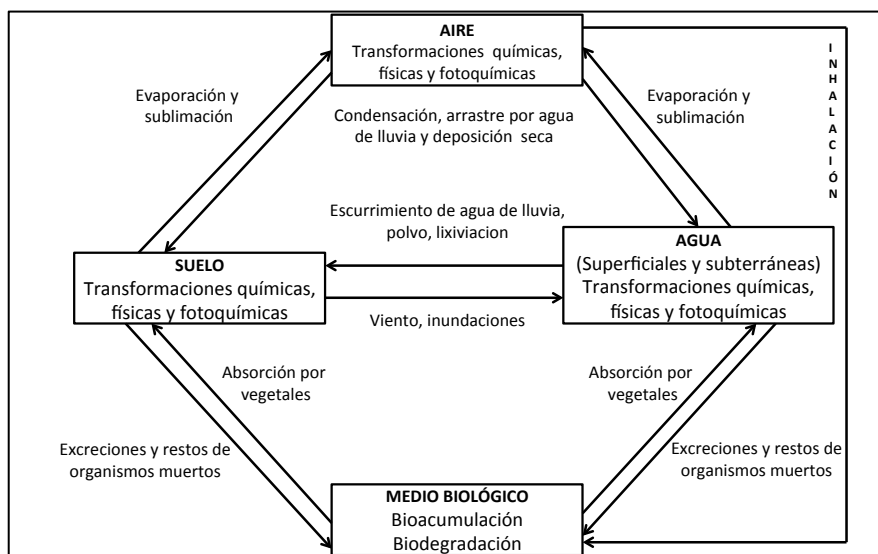 AIRE
Transformaciones químicas,
físicas y fotoquímicas
INHALACIÓN
Evaporación y
sublimación
Condensación, arrastre por agua
de lluvia y deposición seca
Evaporación y
sublimación
Escurrimiento de agua de lluvia,
polvo, lixiviacion
SUELO
Transformaciones químicas,
físicas y fotoquímicas
AGUA
(Superficiales y subterráneas)
Transformaciones químicas,
físicas y fotoquímicas
Viento, inundaciones
Absorción por
vegetales
Absorción por
vegetales
Excreciones y restos de
organismos muertos
Excreciones y restos de
organismos muertos
MEDIO BIOLÓGICO
Bioacumulación
Biodegradación